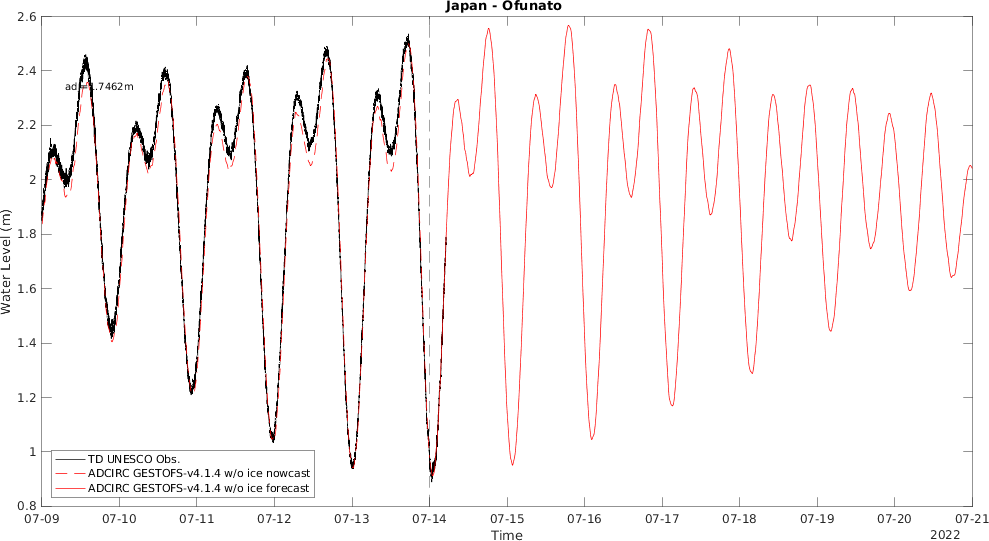 Japan - Ofunato
2.6
2.4
2.2
2
1.8
1.6
1.4
1.2
1
0.8
Water Level (m)
TD UNESCO Obs.
ADCIRC GESTOFS-v4.1.4 w/o ice nowcast
ADCIRC GESTOFS-v4.1.4 w/o ice forecast
07-09 07-10 07-11 07-12 07-13 07-14 07-15 07-16 07-17 07-18 07-19 07-20 07-21
Time
2022